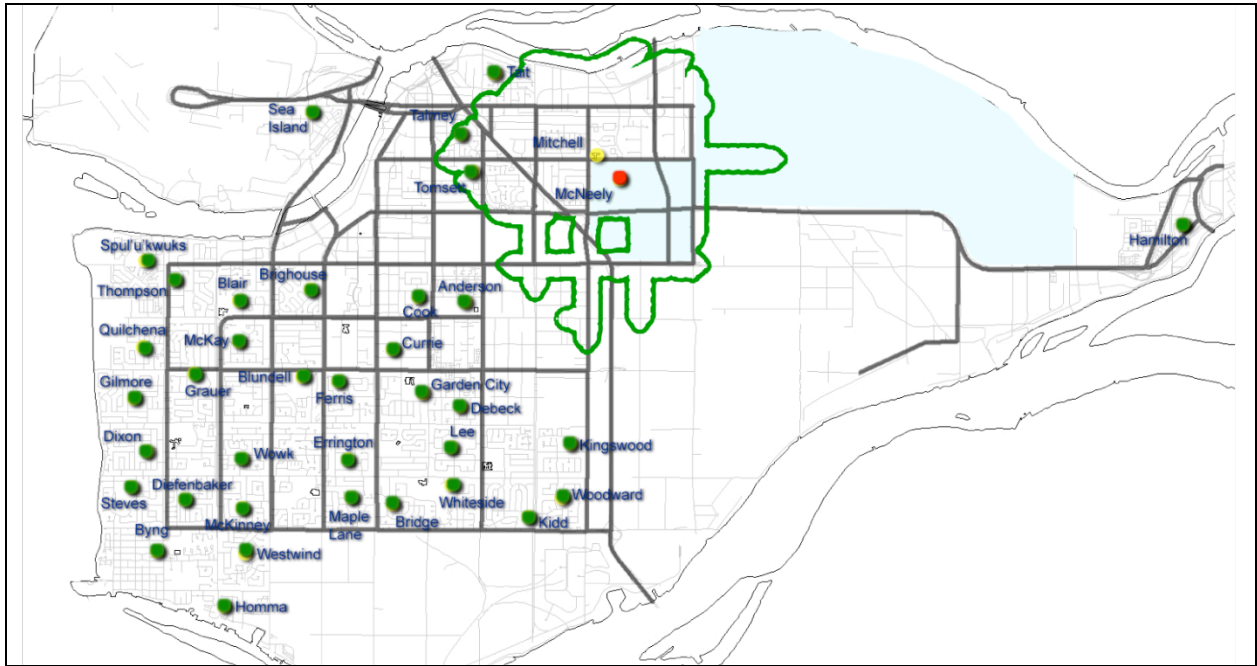 Tait
Sea
Island
Talmey
Mitchell
Tomsett
McNeely
Hamilton
Spul'u'kwuks
Thompson
Blair
Brighouse
Anderson
Cook
Quilchena
McKay
Currie
Gilmore
Grauer
Blundell
Ferris
Garden City
Debeck
Dixon
Wowk
Errington
Lee
Kingswood
Steves
Diefenbaker
Whiteside
Woodward
Byng
McKinney
Maple
Lane
Bridge
Kidd
Westwind
Homma